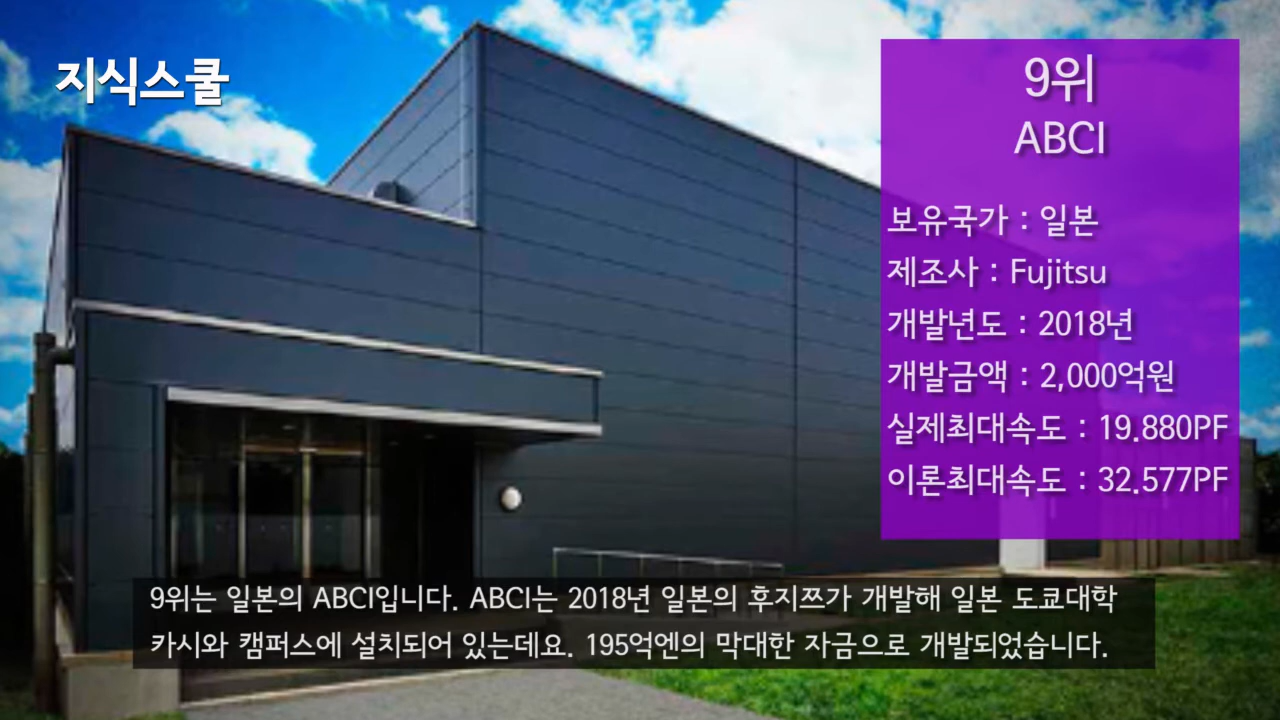 지식스쿨
9위
ABCI
보유국가 : 일본
제조사 : Fujitsu
개발년도 : 2018년
개발금액 : 2,000억원
실제최대속도 : 19.880PF
이론최대속도 : 32.577PF
9위는 일본의 ABCI입니다. ABCI는 2018년 일본의 후지쯔가 개발해 일본 도쿄대학
카시와 캠퍼스에 설치되어 있는데요. 195억엔의 막대한 자금으로 개발되었습니다.